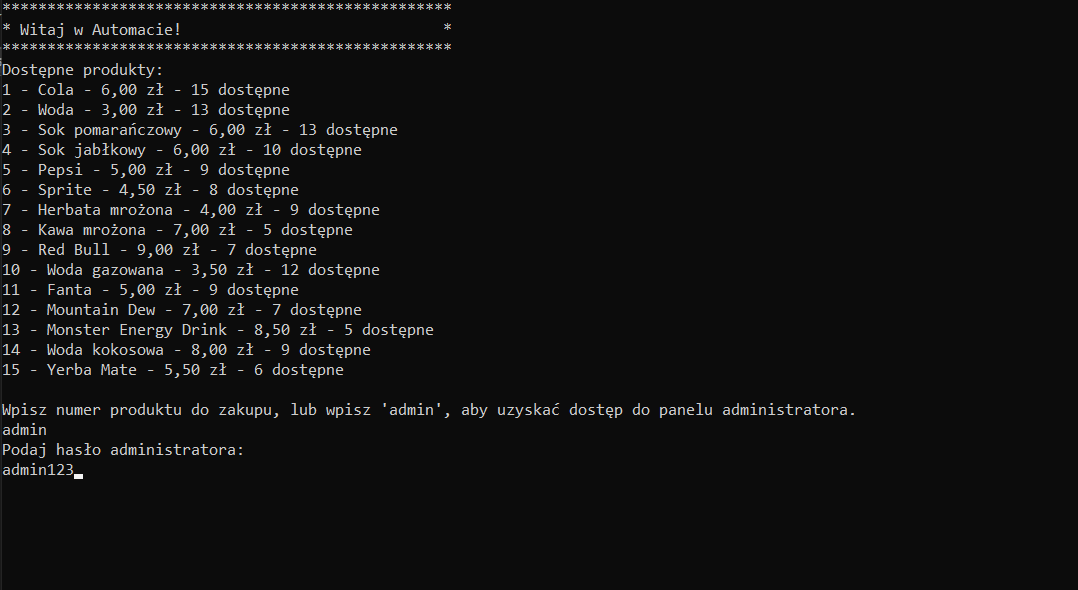 **************************************************
* Witaj w Automacie!                             *
**************************************************
Dostępne produkty:
1 - Cola - 6,00 zł - 15 dostępne
2 - Woda - 3,00 zł - 13 dostępne
3 - Sok pomarańczowy - 6,00 zł - 13 dostępne
4 - Sok jabłkowy - 6,00 zł - 10 dostępne
5 - Pepsi - 5,00 zł - 9 dostępne
6 - Sprite - 4,50 zł - 8 dostępne
7 - Herbata mrożona - 4,00 zł - 9 dostępne
8 - Kawa mrożona - 7,00 zł - 5 dostępne
9 - Red Bull - 9,00 zł - 7 dostępne
10 - Woda gazowana - 3,50 zł - 12 dostępne
11 - Fanta - 5,00 zł - 9 dostępne
12 - Mountain Dew - 7,00 zł - 7 dostępne
13 - Monster Energy Drink - 8,50 zł - 5 dostępne
14 - Woda kokosowa - 8,00 zł - 9 dostępne
15 - Yerba Mate - 5,50 zł - 6 dostępne
Wpisz numer produktu do zakupu, lub wpisz 'admin', aby uzyskać dostęp do panelu administratora.
admin
Podaj hasło administratora:
admin123